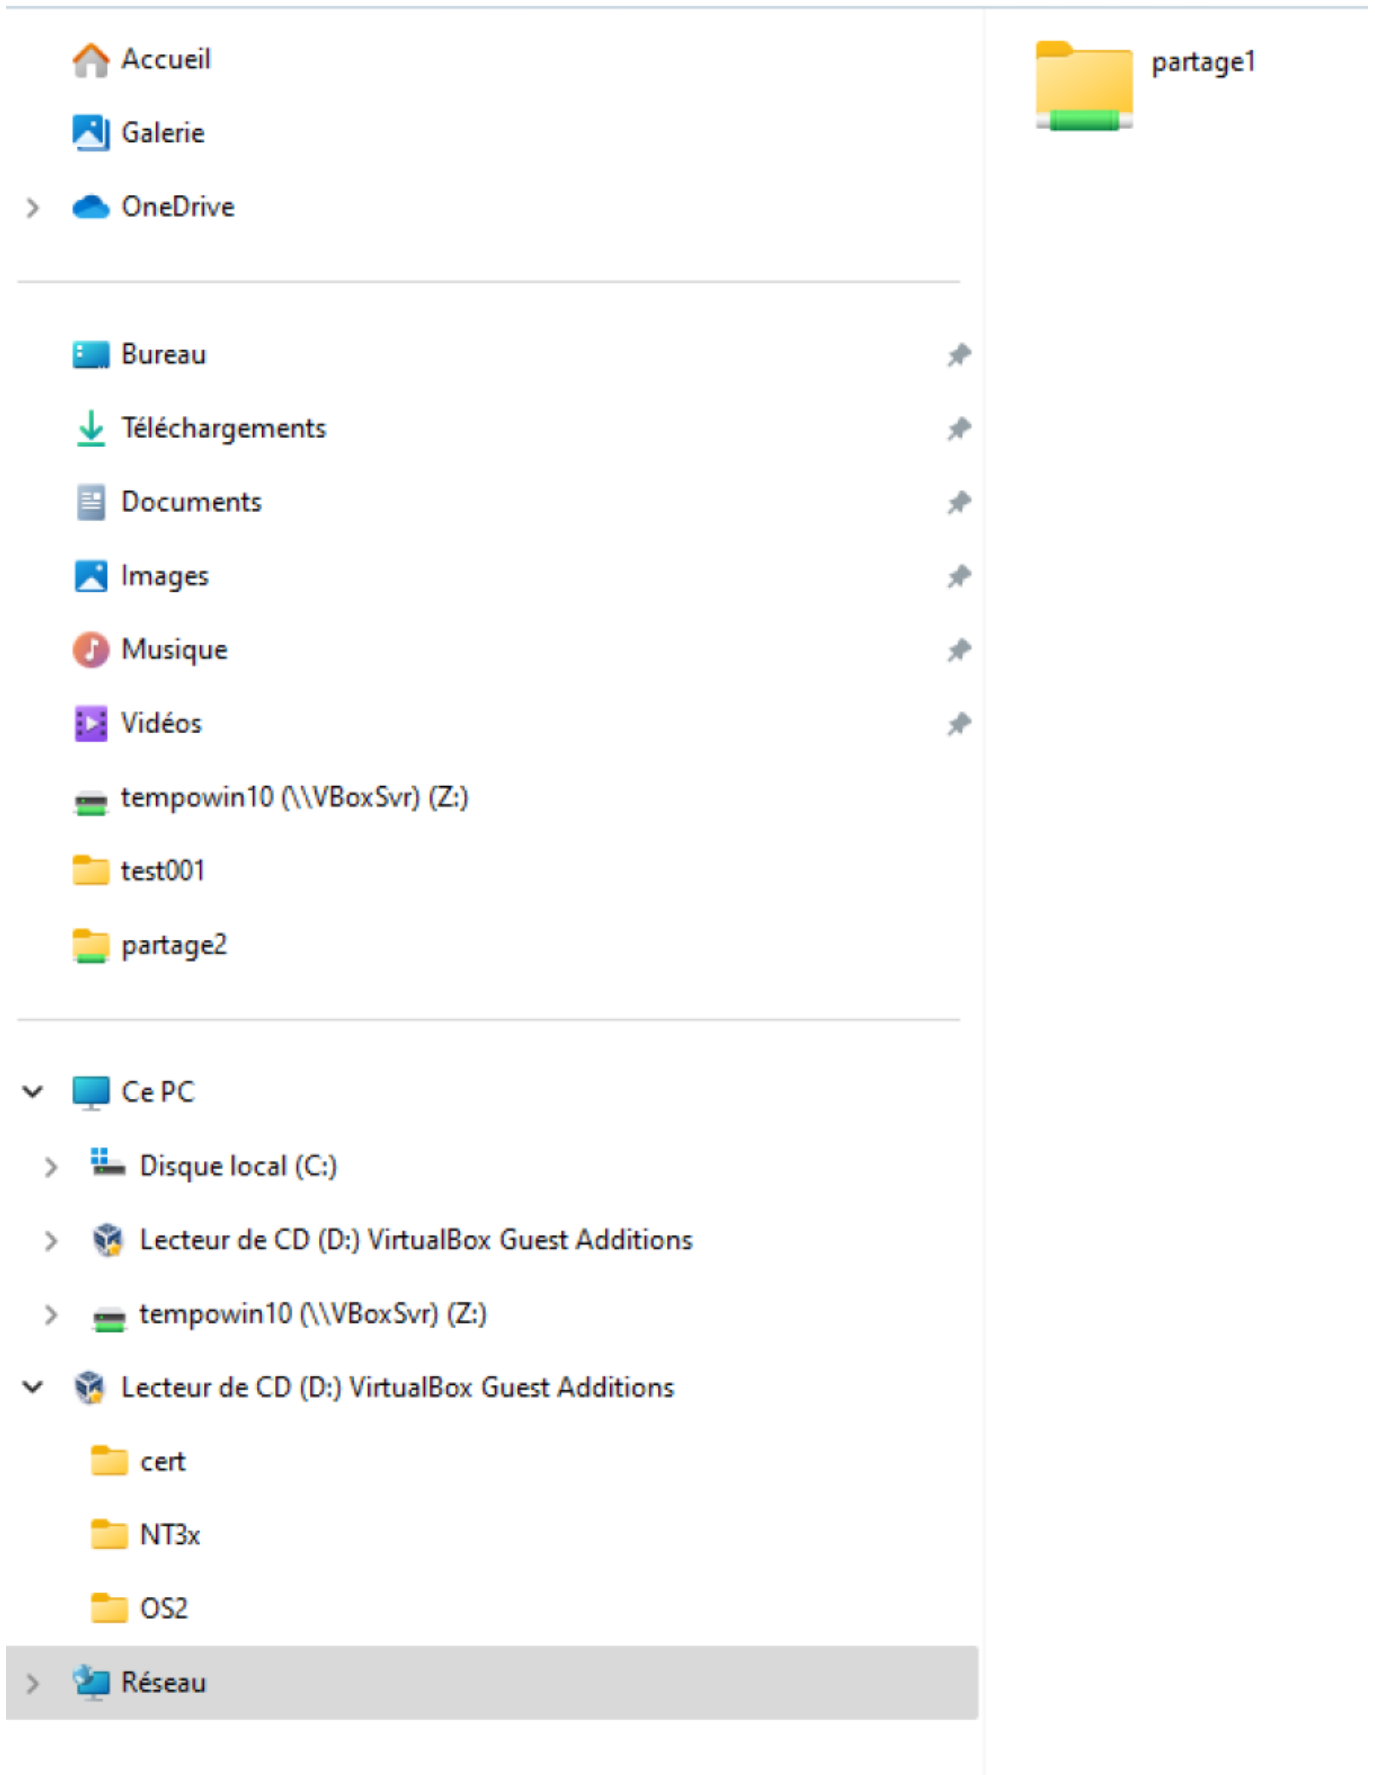 Accueil
Galerie
OneDrive
Bureau
Téléchargements
Documents
Images
Musique
Vidéos
tempowin10 (\\VBoxSvr) (Z:)
test001
partage2
Ce PC
Disque local (C:)
Lecteur de CD (D:) VirtualBox Guest Additions
tempowin10 (\\VBoxSvr) (Z:)
Lecteur de CD (D:) VirtualBox Guest Additions
cert
NT3x
OS2
Réseau
partage1